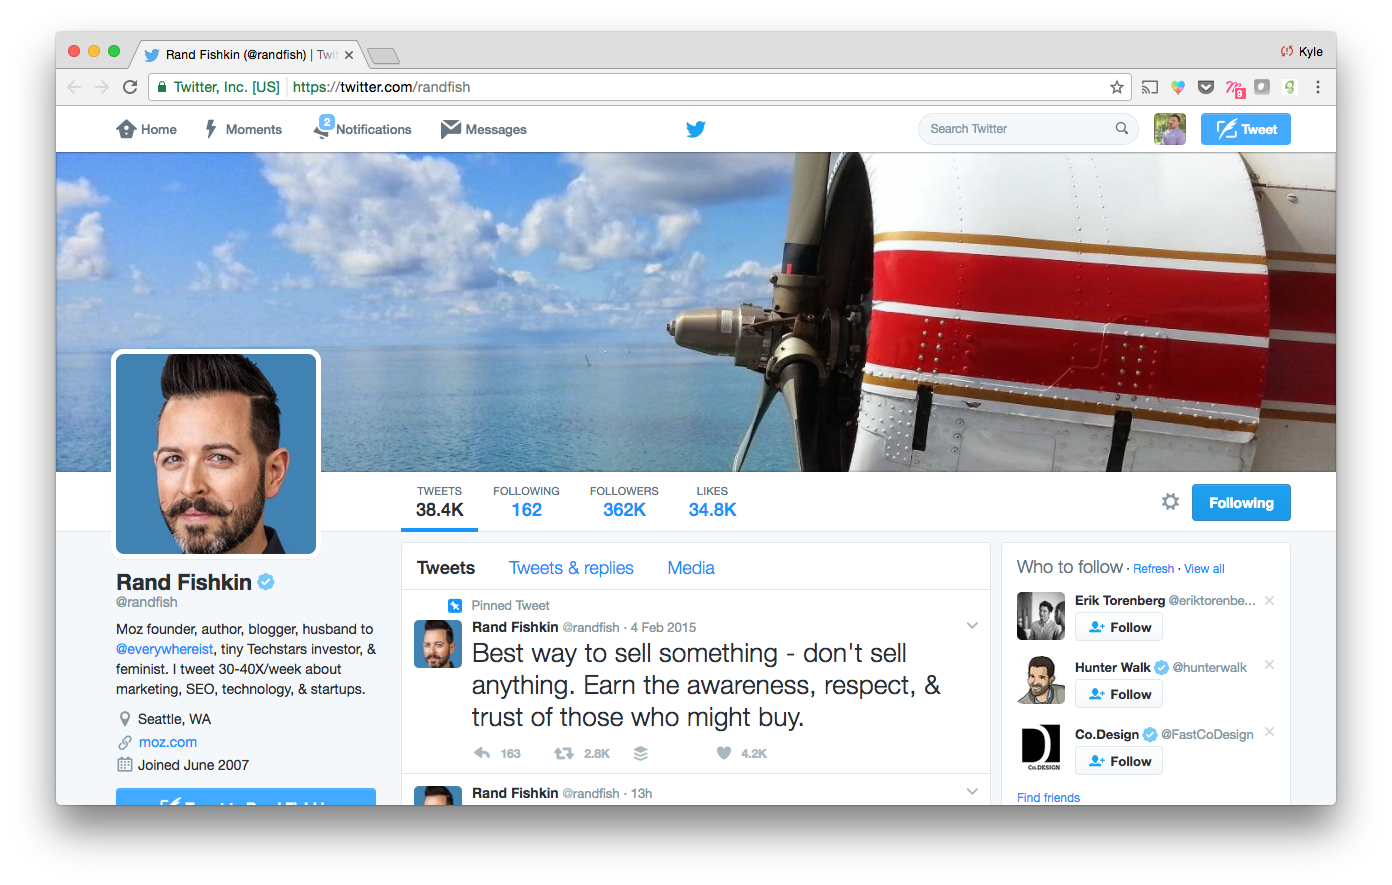 Rand Fishkin (@randfish) | Twit
Kyle
Twitter, Inc. [US]
https://twitter.com/randfish
9
Home
Moments
2
Notifications
Messages
Search Twitter
Tweet
TWEETS
38.4K
FOLLOWING
162
FOLLOWERS
362K
LIKES
34.8K
Following
Rand Fishkin
@randfish
Moz founder, author, blogger, husband to
@everywhereist, tiny Techstars investor, &
feminist. I tweet 30-40X/week about
marketing, SEO, technology, & startups.
Seattle, WA
moz.com
Joined June 2007
Tweets
Tweets & replies
Media
Pinned Tweet
Rand Fishkin @randfish · 4 Feb 2015
Best way to sell something - don't sell
anything. Earn the awareness, respect, &
trust of those who might buy.
163
2.8K
4.2K
Rand Fishkin @randfish · 13h
Who to follow · Refresh · View all
Erik Torenberg @eriktorenbe...
Follow
Hunter Walk @hunterwalk
Follow
Co.Design @FastCoDesign
Co.DESIGN
Follow
Find friends